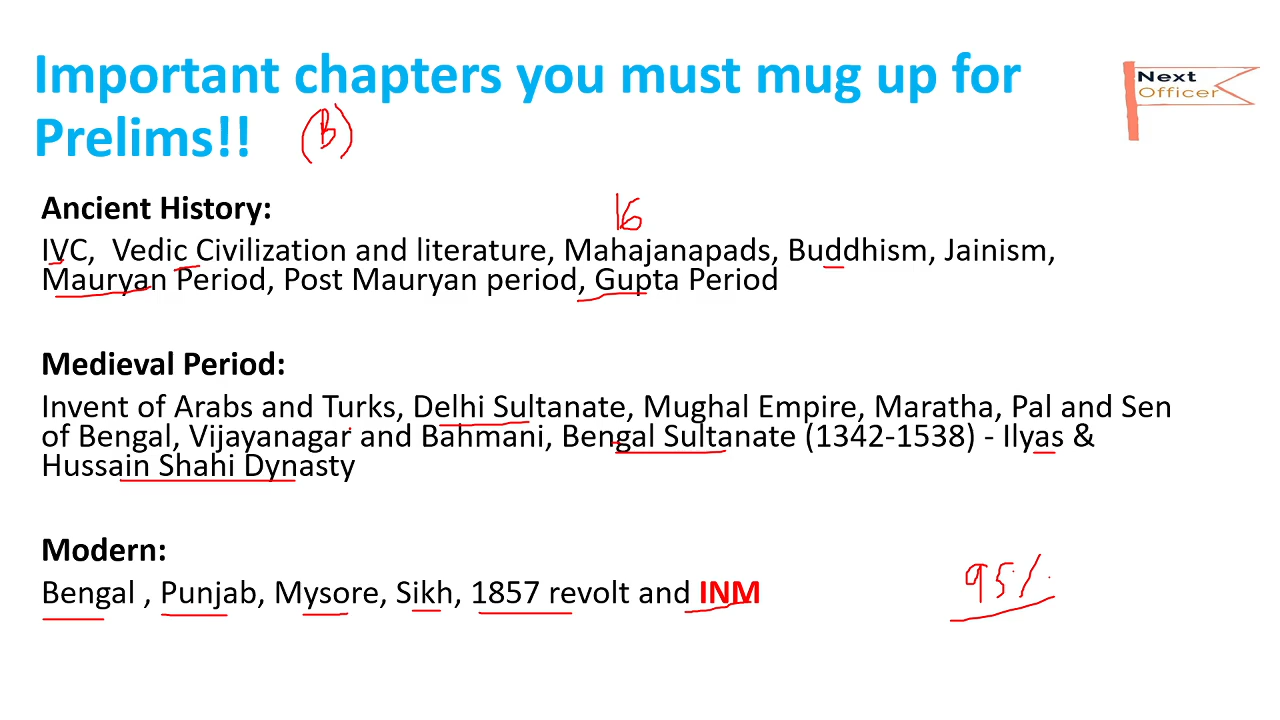 Important chapters you must mug up for
Prelims!!
(B)
Next
Officer
Ancient History:
16
IVC, Vedic Civilization and literature, Mahajanapads, Buddhism, Jainism,
Mauryan Period, Post Mauryan period, Gupta Period
Medieval Period:
Invent of Arabs and Turks, Delhi Sultanate, Mughal Empire, Maratha, Pal and Sen
of Bengal, Vijayanagar and Bahmani, Bengal Sultanate (1342-1538) - Ilyas &
Hussain Shahi Dynasty
Modern:
Bengal , Punjab, Mysore, Sikh, 1857 revolt and INM
95%